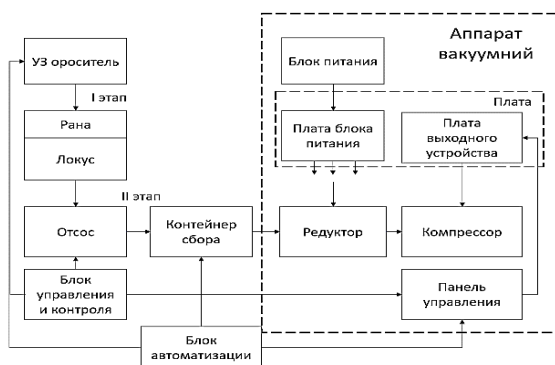 Аппарат
вакуумний
УЗ ороситель
Блок питания
I этап
Плата
Рана
Плата блока
питания
Плата
выходного
устройства
Локус
II этап
Отсос
Контейнер
сбора
Редуктор
Компрессор
Блок
управления
и контроля
Панель
управления
Блок
автоматизации